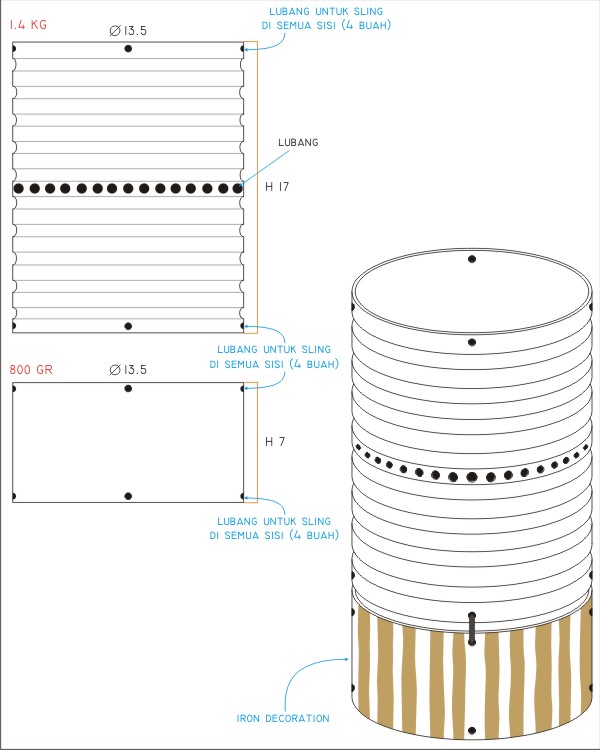 LUBANG UNTUK SLING
DI SEMUA SISI (4 BUAH)
1.4 KG
Ø 13.5
LUBANG
H 17
LUBANG UNTUK SLING
DI SEMUA SISI (4 BUAH)
800 GR
Ø 13.5
H 7
LUBANG UNTUK SLING
DI SEMUA SISI (4 BUAH)
IRON DECORATION